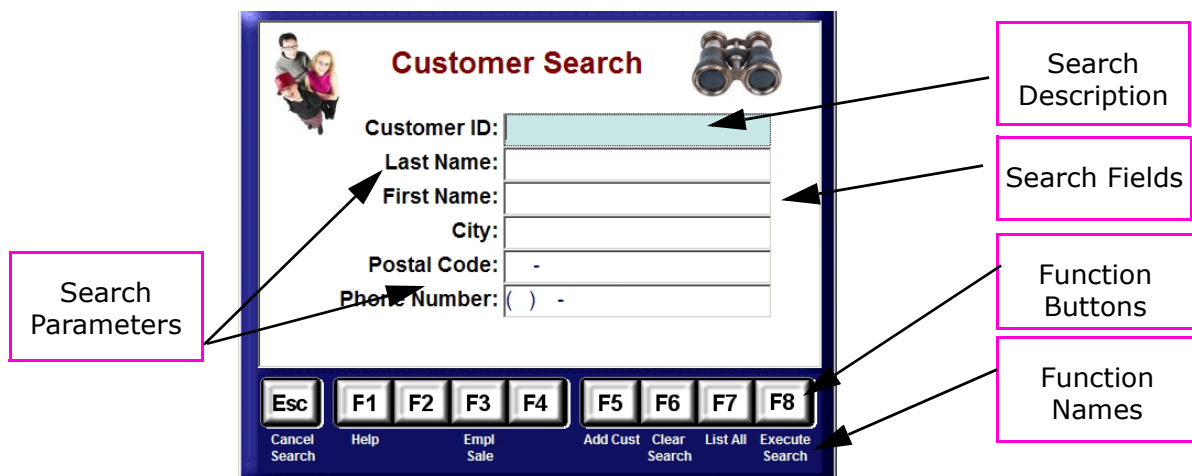 Customer Search
Customer ID:
Last Name:
First Name:
City:
Postal Code: -
Phone Number: ( ) -
Search
Description
Search Fields
Function
Buttons
Function
Names
Search
Parameters
Esc F1 F2 F3 F4 F5 F6 F7 F8
Cancel
Search
Help
Empl
Sale
Add Cust
Clear
Search
List All
Execute
Search